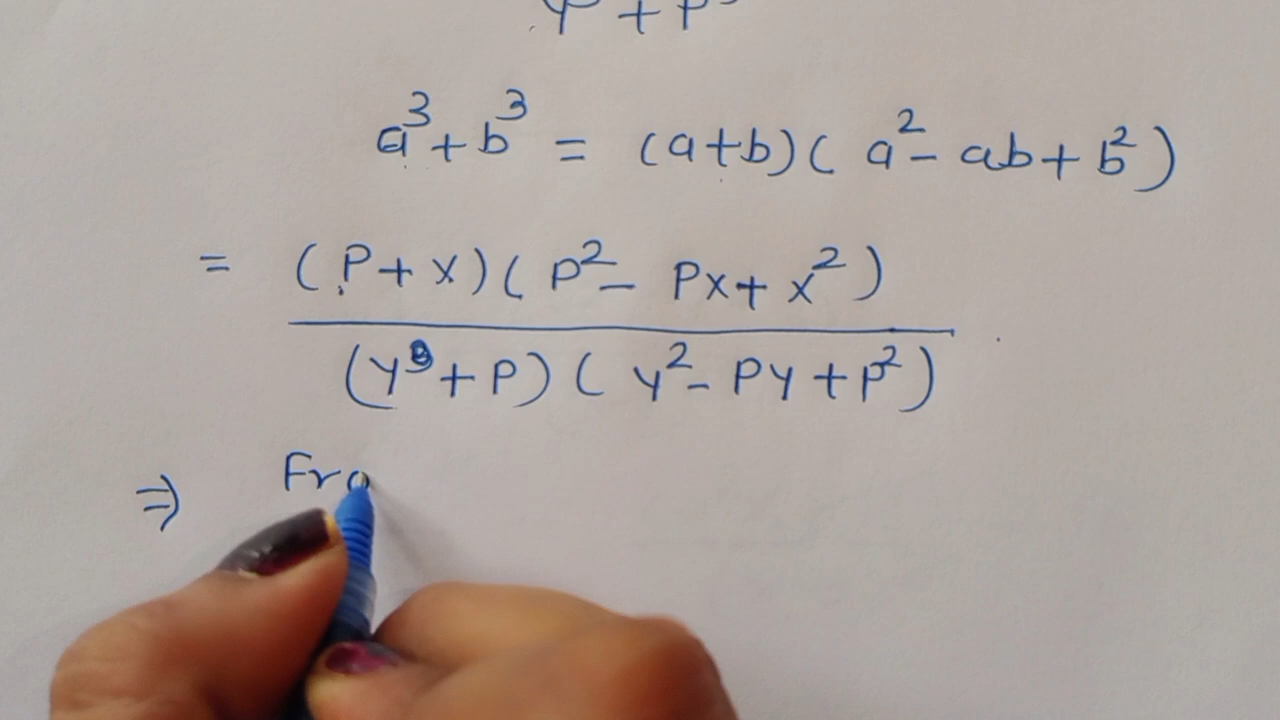 a³+b³ = (a+b)(a²-ab+b²)
= (P+x)(P²-Px+x²)
(y+P)(y²-Py+P²)
⇒ Fro